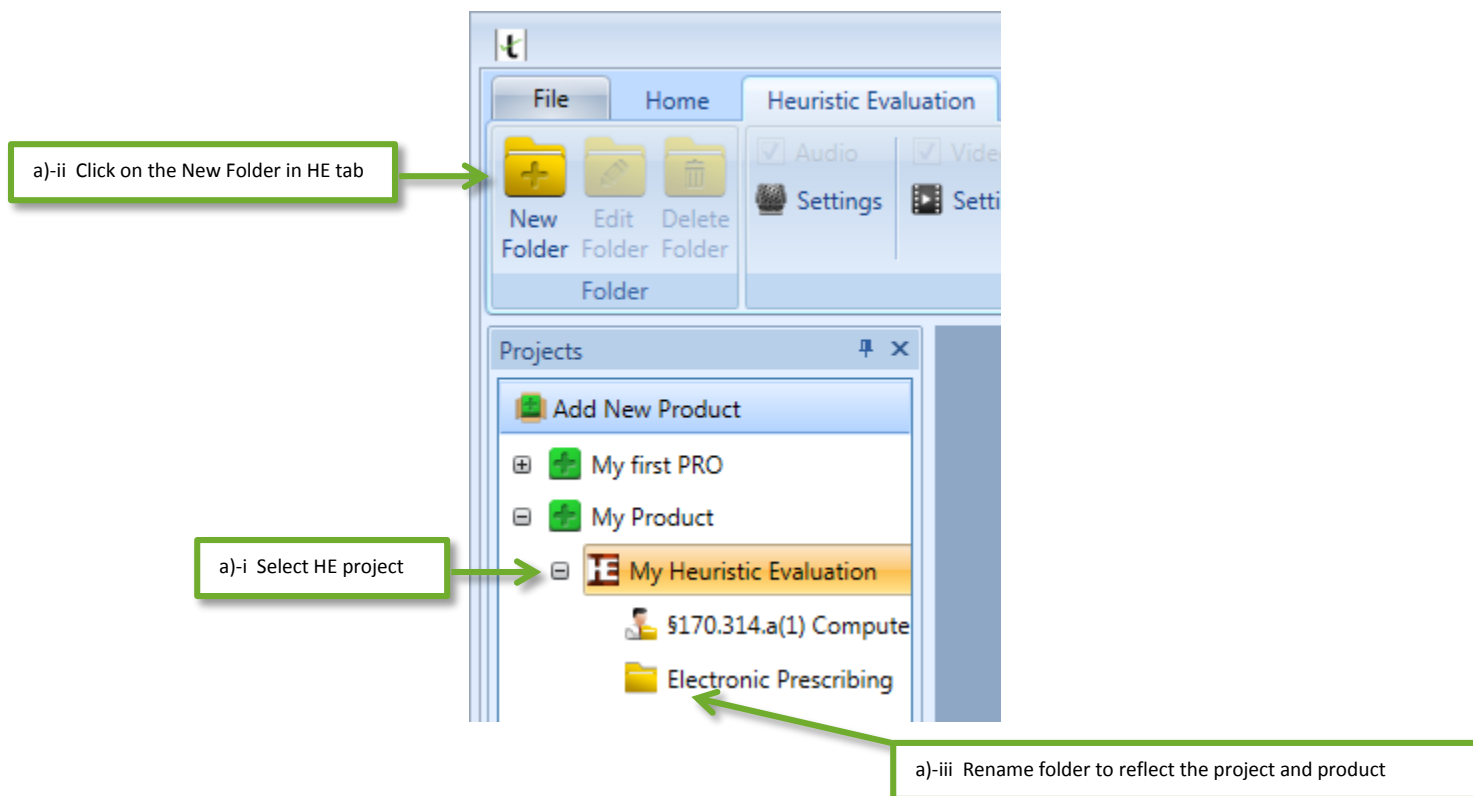 t
File Home Heuristic Evaluation
a)-ii Click on the New Folder in HE tab
New Folder
Edit Folder
Delete Folder
Audio
Settings
Folder
Projects
Add New Product
My first PRO
My Product
a)-i Select HE project
HE My Heuristic Evaluation
§170.314.a(1) Compute
Electronic Prescribing
a)-iii Rename folder to reflect the project and product